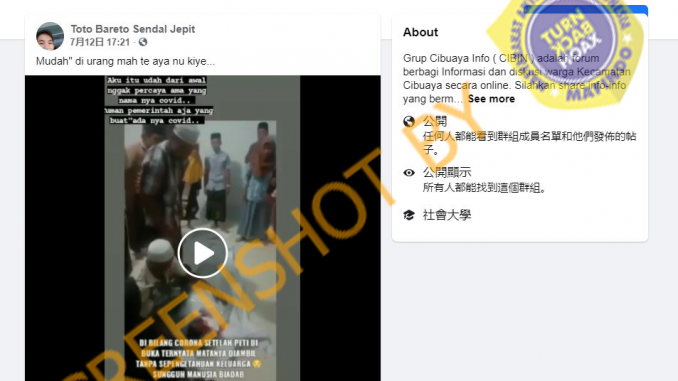 Toto Bareto Sendal Jepit
7月12日 17:21
Mudah" di urang mah te aya nu kiye...
Aku itu udah dari awal
nggak percaya ama yang
nama nya covid..
uman pemerintah aja yang
buat"ada nya covid..
DI BILANG CORONA SETELAH PETI DI
BUKA TERNYATA MATANYA DIAMBIL
TANPA SEPENGETAHUAN KELUARGA
SUNGGUH MANUSIA BIADAB
SCREENSHOT BY
About
Grup Cibuaya Info ( CIBIN ) adalah forum
berbagi Informasi dan diskusi warga Kecamatan
Cibuaya secara online. Silahkan share info-info
yang berm… See more
公開
任何人都能看到群組成員名單和他們發佈的帖
子。
公開顯示
所有人都能找到這個群組。
社會大學
TURN
BACK
HOAX
MAFINDO